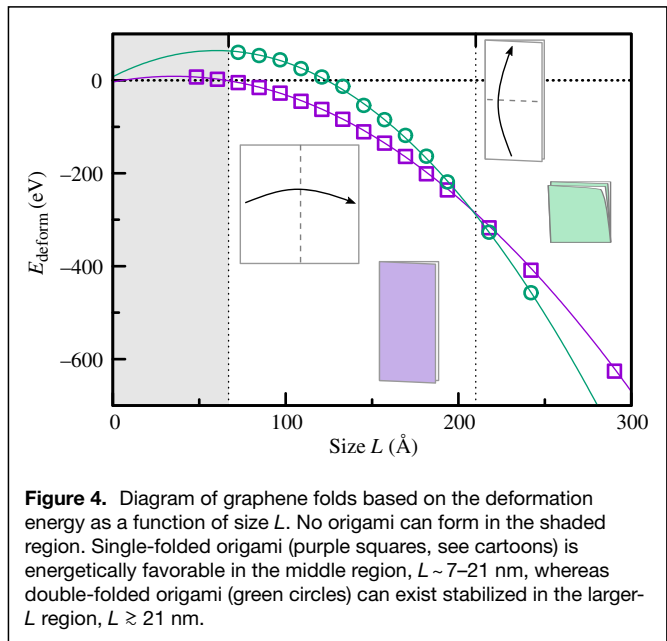 0
−200
−400
−600
E_deform (eV)
0
100
200
300
Size L (Å)
Figure 4. Diagram of graphene folds based on the deformation
energy as a function of size L. No origami can form in the shaded
region. Single-folded origami (purple squares, see cartoons) is
energetically favorable in the middle region, L ~ 7–21 nm, whereas
double-folded origami (green circles) can exist stabilized in the larger-
L region, L ≳ 21 nm.